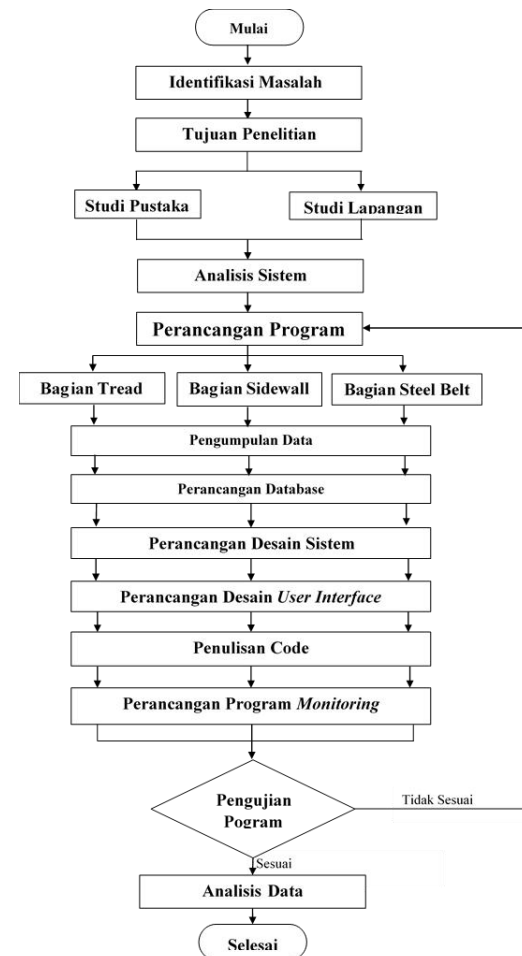 Mulai
Identifikasi Masalah
Tujuan Penelitian
Studi Pustaka
Studi Lapangan
Analisis Sistem
Perancangan Program
Bagian Tread
Bagian Sidewall
Bagian Steel Belt
Pengumpulan Data
Perancangan Database
Perancangan Desain Sistem
Perancangan Desain User Interface
Penulisan Code
Perancangan Program Monitoring
Pengujian
Pogram
Tidak Sesuai
Sesuai
Analisis Data
Selesai